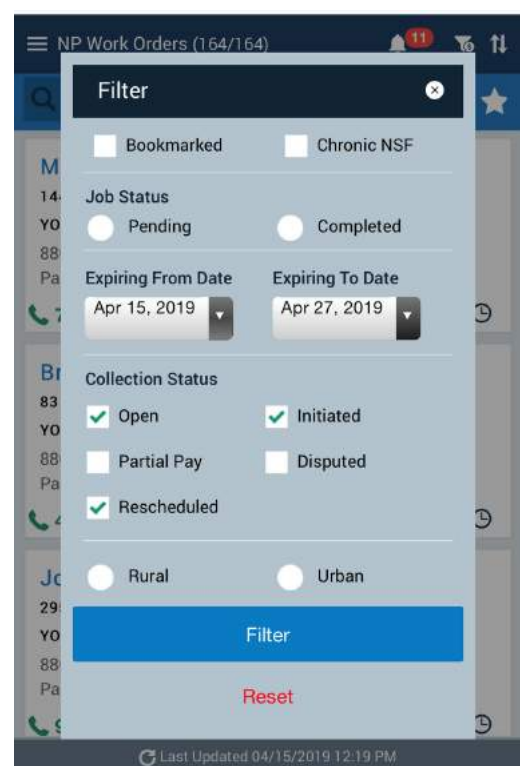 NP Work Orders (164/164)
11
Filter
Bookmarked Chronic NSF
Job Status
Pending Completed
Expiring From Date Expiring To Date
Apr 15, 2019 Apr 27, 2019
Collection Status
Open Initiated
Partial Pay Disputed
Rescheduled
Rural Urban
Filter
Reset
Last Updated 04/15/2019 12:19 PM